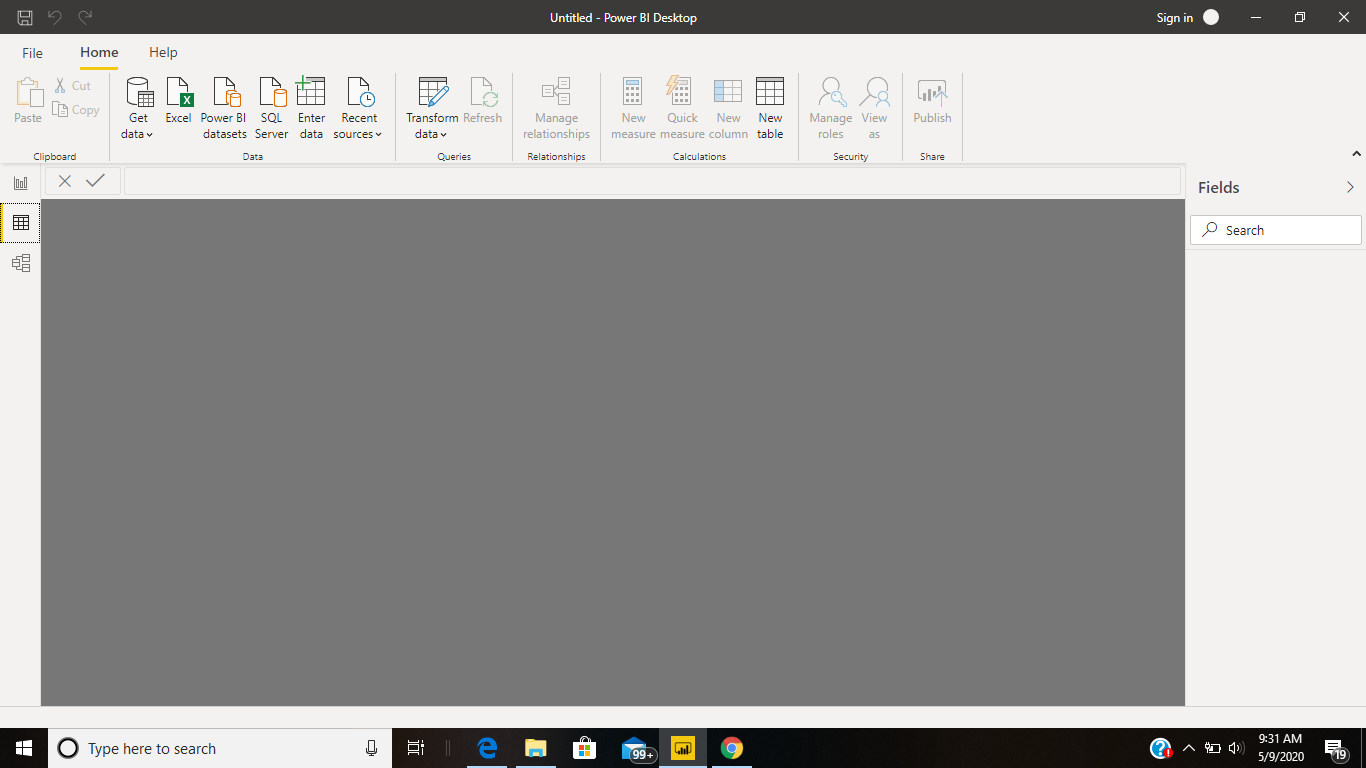 Untitled - Power BI Desktop
Sign in
File
Home
Help
Paste
Cut
Copy
Clipboard
Get data
Excel
Power BI datasets
SQL Server
Enter data
Recent sources
Data
Transform data
Refresh
Queries
Manage relationships
Relationships
New measure
Quick measure
New column
New table
Calculations
Manage roles
View as
Security
Publish
Share
Fields
Search
Type here to search
99+
9:31 AM
5/9/2020
19